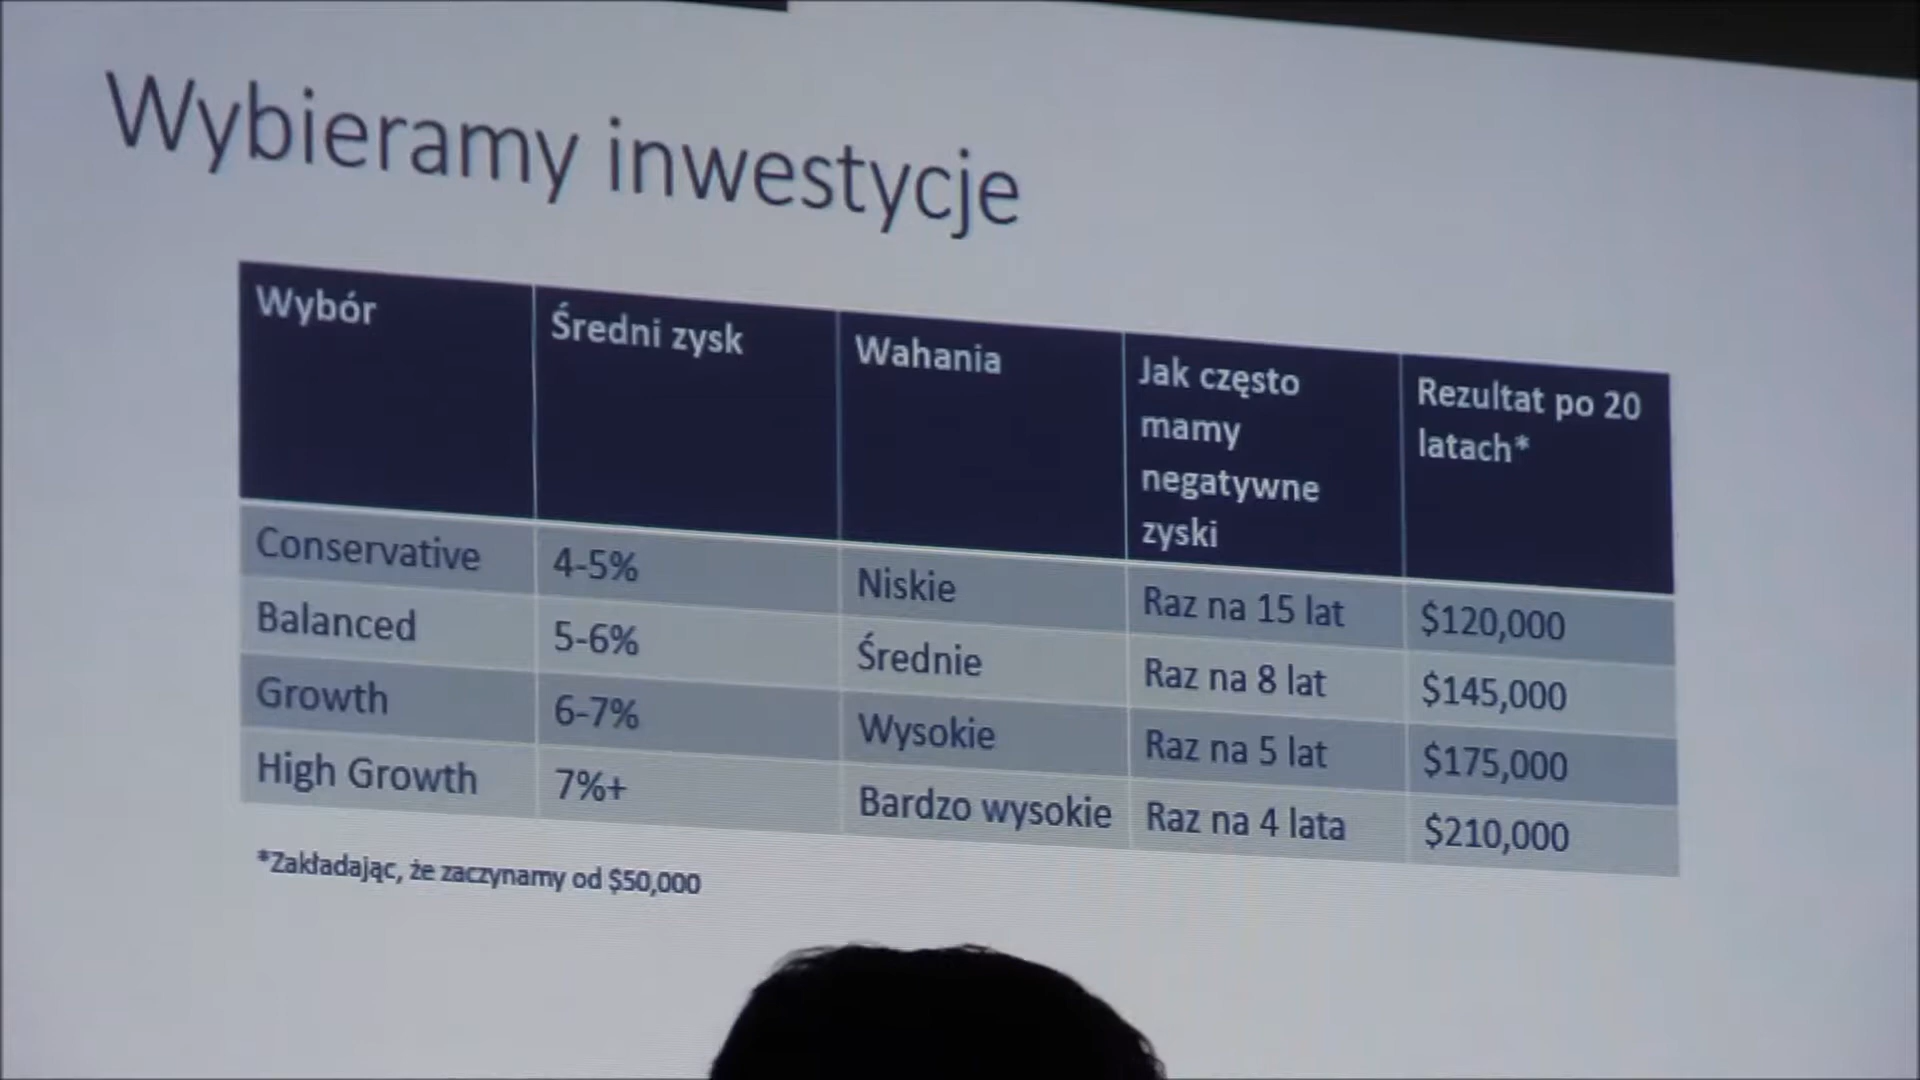 Wybieramy inwestycje
Wybór Średni zysk Wahania Jak często mamy negatywne zyski Rezultat po 20 latach*
Conservative 4-5% Niskie Raz na 15 lat $120,000
Balanced 5-6% Średnie Raz na 8 lat $145,000
Growth 6-7% Wysokie Raz na 5 lat $175,000
High Growth 7%+ Bardzo wysokie Raz na 4 lata $210,000
*Zakładając, że zaczynamy od $50,000